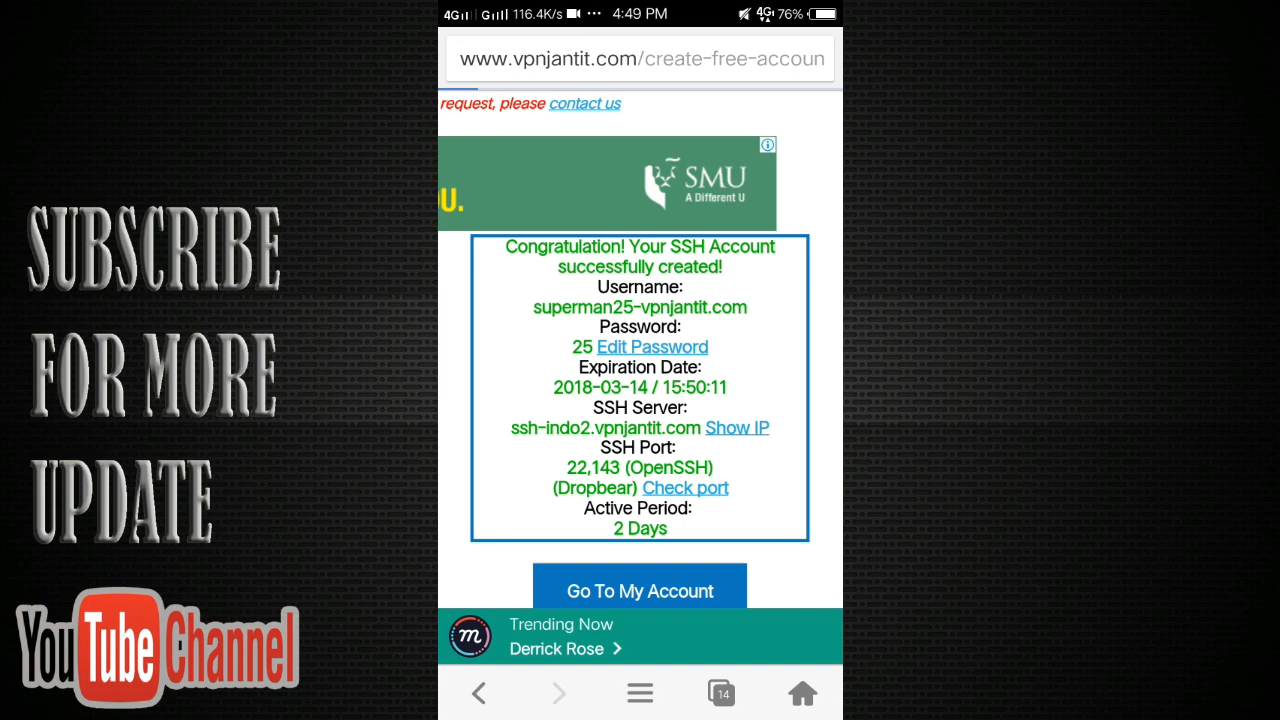 4G G 116.4K/s ••• 4:49 PM 4G 76%
www.vpnjantit.com/create-free-accoun
request, please contact us
U.
SMU
A Different U
Congratulation! Your SSH Account
successfully created!
Username:
superman25-vpnjantit.com
Password:
25 Edit Password
Expiration Date:
2018-03-14 / 15:50:11
SSH Server:
ssh-indo2.vpnjantit.com Show IP
SSH Port:
22,143 (OpenSSH)
(Dropbear) Check port
Active Period:
2 Days
Go To My Account
m
Trending Now
Derrick Rose >
14
SUBSCRIBE
FOR MORE
UPDATE
YouTube Channel